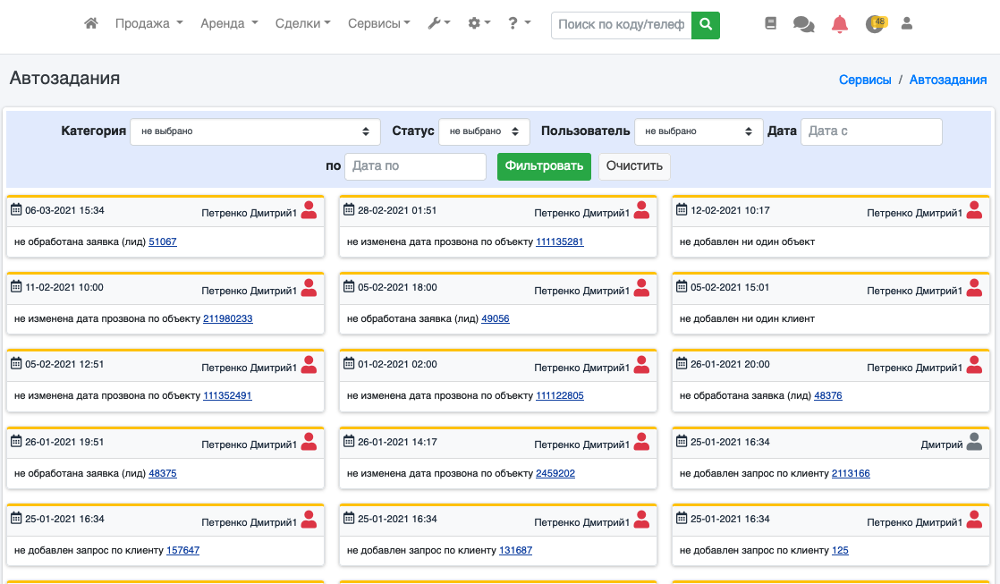 Продажа Аренда Сделки Сервисы ? Поиск по коду/телеф 48
Автозадания Сервисы / Автозадания
Категория не выбрано Статус не выбрано Пользователь не выбрано Дата Дата с
по Дата по Фильтровать Очистить
06-03-2021 15:34 Петренко Дмитрий1
не обработана заявка (лид) 51067
28-02-2021 01:51 Петренко Дмитрий1
не изменена дата прозвона по объекту 111135281
12-02-2021 10:17 Петренко Дмитрий1
не добавлен ни один объект
11-02-2021 10:00 Петренко Дмитрий1
не изменена дата прозвона по объекту 211980233
05-02-2021 18:00 Петренко Дмитрий1
не обработана заявка (лид) 49056
05-02-2021 15:01 Петренко Дмитрий1
не добавлен ни один клиент
05-02-2021 12:51 Петренко Дмитрий1
не изменена дата прозвона по объекту 111352491
01-02-2021 02:00 Петренко Дмитрий1
не изменена дата прозвона по объекту 111122805
26-01-2021 20:00 Петренко Дмитрий1
не обработана заявка (лид) 48376
26-01-2021 19:51 Петренко Дмитрий1
не обработана заявка (лид) 48375
26-01-2021 14:17 Петренко Дмитрий1
не изменена дата прозвона по объекту 2459202
25-01-2021 16:34 Дмитрий
не добавлен запрос по клиенту 2113166
25-01-2021 16:34 Петренко Дмитрий1
не добавлен запрос по клиенту 157647
25-01-2021 16:34 Петренко Дмитрий1
не добавлен запрос по клиенту 131687
25-01-2021 16:34 Петренко Дмитрий1
не добавлен запрос по клиенту 125